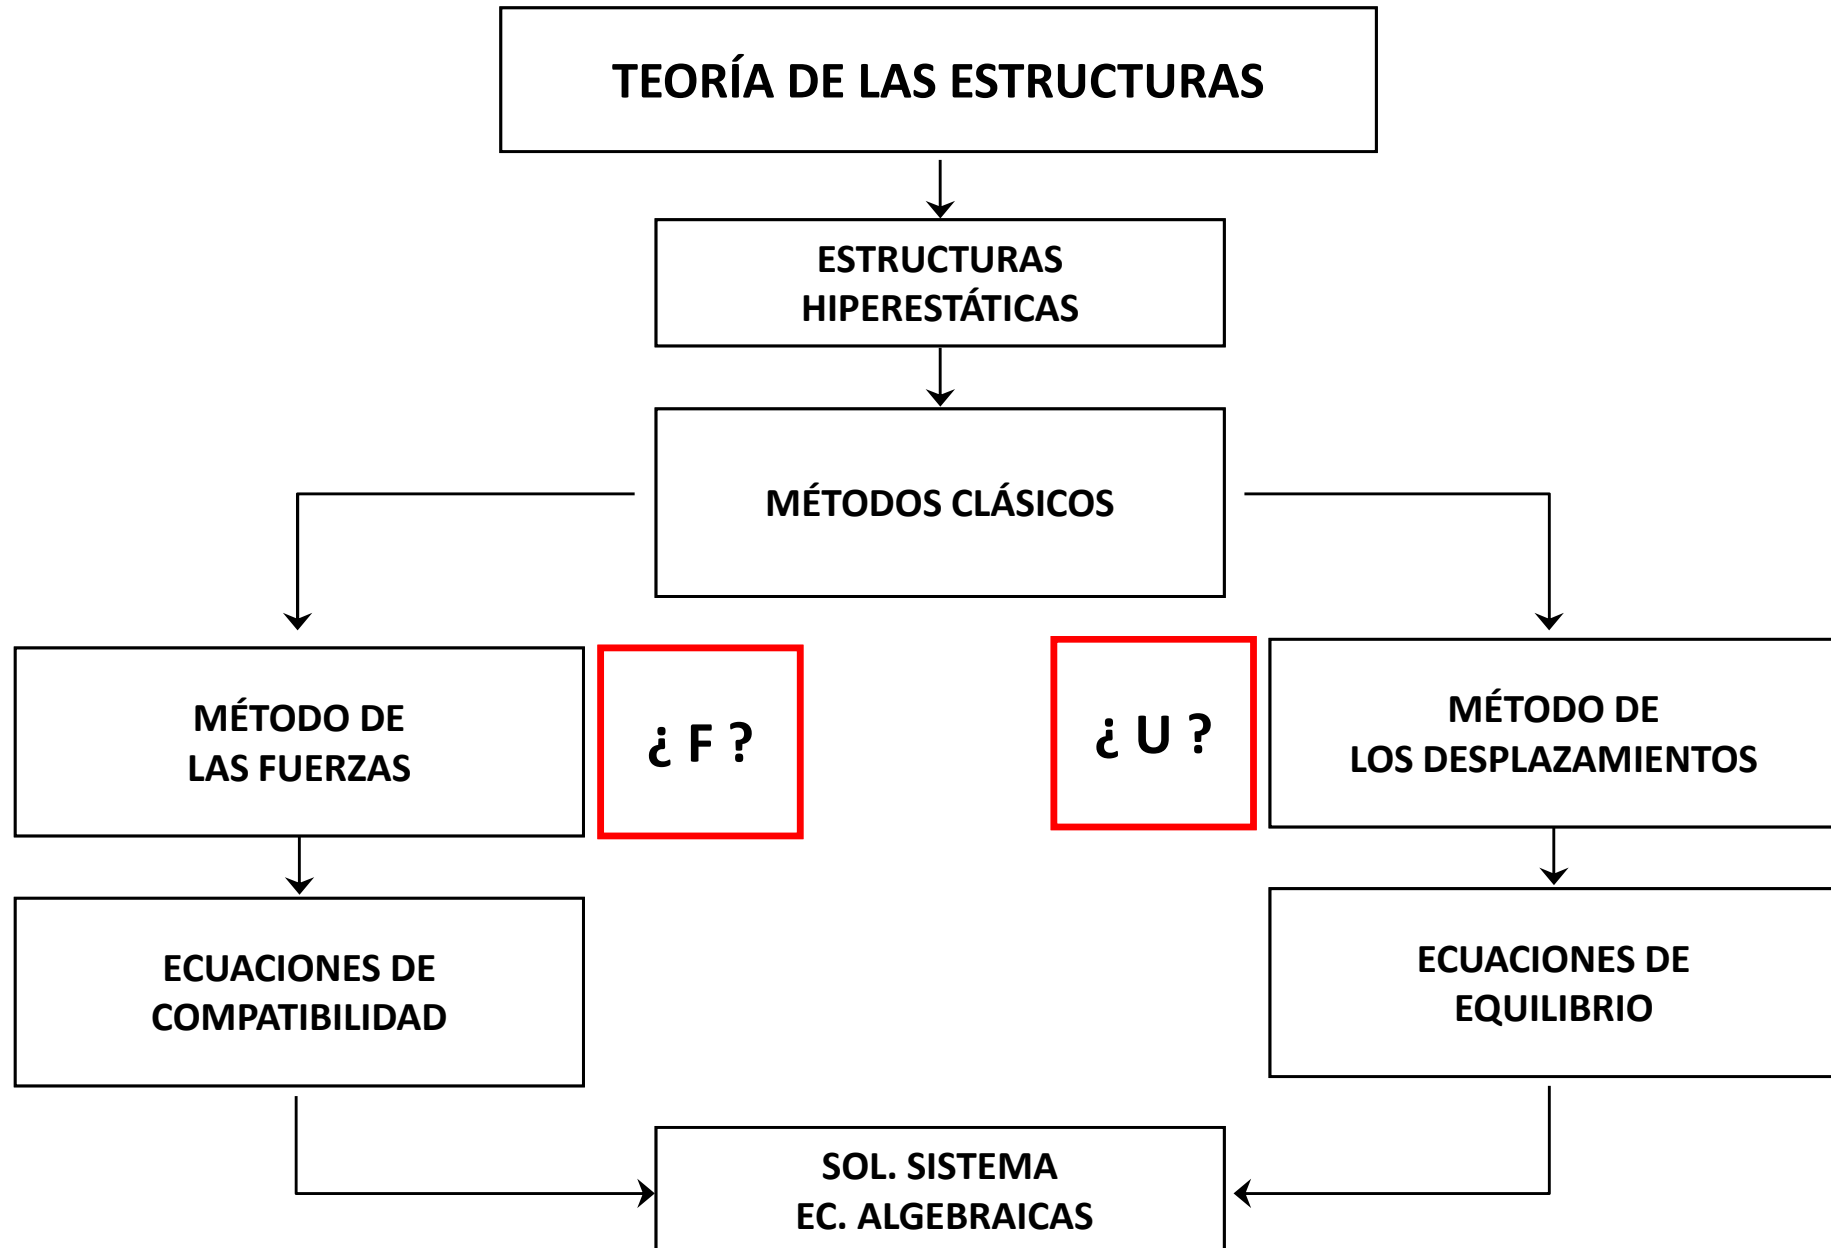 TEORÍA DE LAS ESTRUCTURAS
ESTRUCTURAS
HIPERESTÁTICAS
MÉTODOS CLÁSICOS
MÉTODO DE
LAS FUERZAS
¿ F ?
¿ U ?
MÉTODO DE
LOS DESPLAZAMIENTOS
ECUACIONES DE
COMPATIBILIDAD
ECUACIONES DE
EQUILIBRIO
SOL. SISTEMA
EC. ALGEBRAICAS